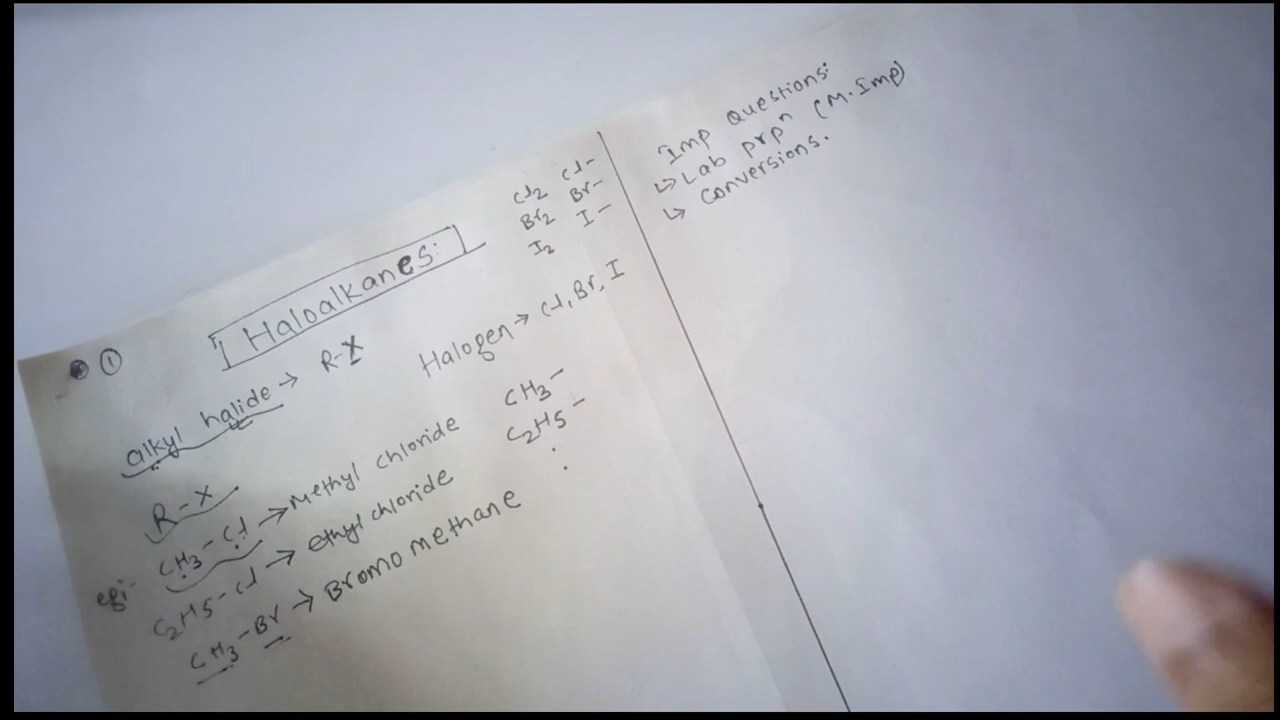 ① Haloalkanes:
Cl2 Cl-
Br2 Br-
I2 I-
alkyl halide → R-X
Halogen → Cl, Br, I
R-X
CH3-
C2H5-
eg:- CH3-Cl → Methyl chloride
C2H5-Cl → ethyl chloride
CH3-Br → Bromo methane
Imp Questions:
↳ Lab prpⁿ (M.Imp)
↳ conversions.